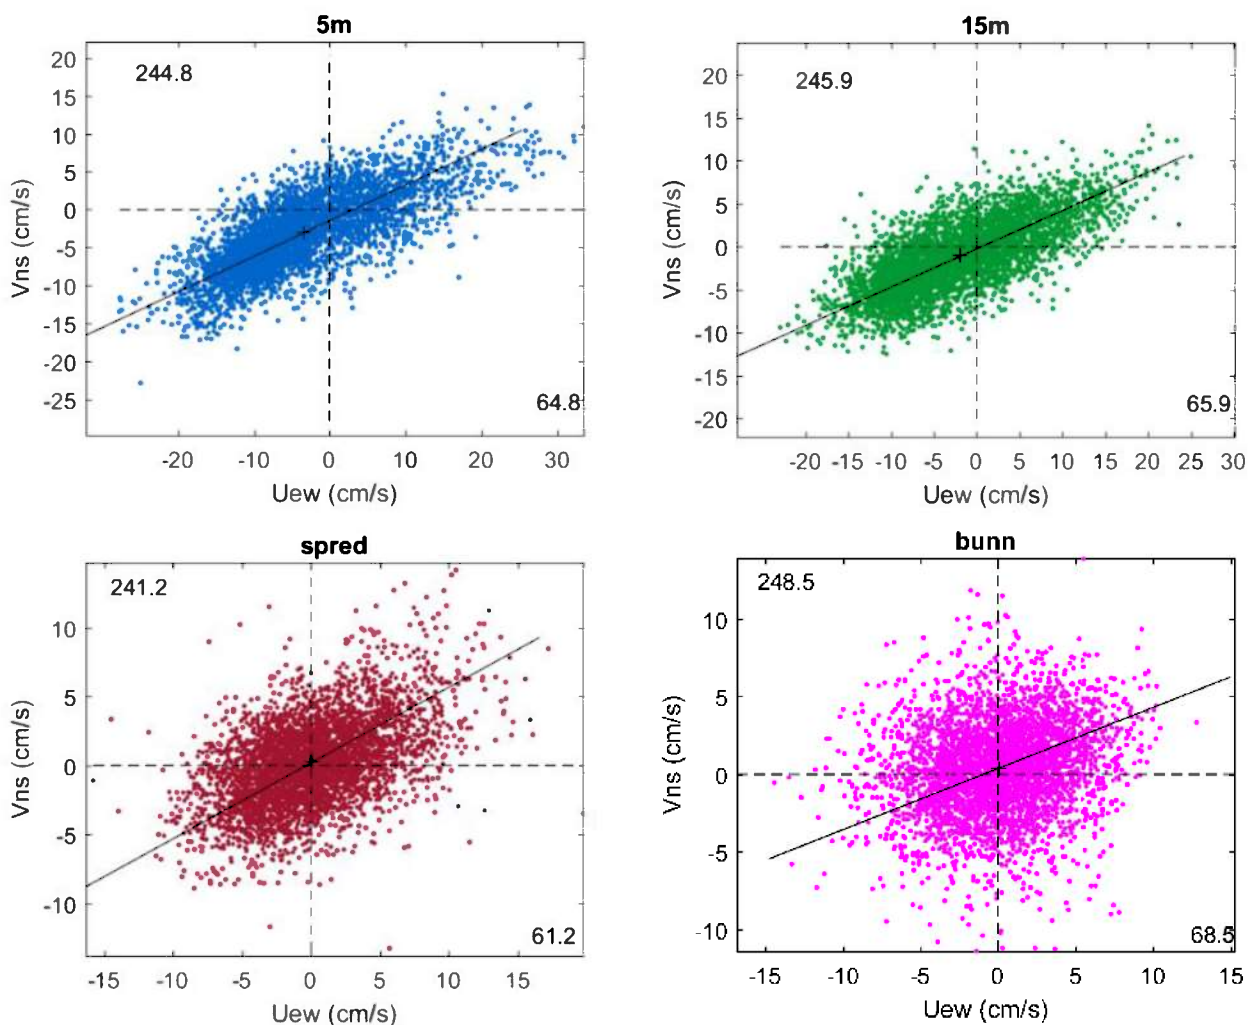 5m
244.8
20
15
10
5
0
-5
-10
-15
-20
-25
Vns (cm/s)
64.8
-20 -10 0 10 20 30
Uew (cm/s)
15m
245.9
20
15
10
5
0
-5
-10
-15
-20
Vns (cm/s)
65.9
-20 -15 -10 -5 0 5 10 15 20 25 30
Uew (cm/s)
spred
241.2
10
5
0
-5
-10
Vns (cm/s)
61.2
-15 -10 -5 0 5 10 15
Uew (cm/s)
bunn
248.5
10
5
0
-5
-10
Vns (cm/s)
68.5
-15 -10 -5 0 5 10 15
Uew (cm/s)